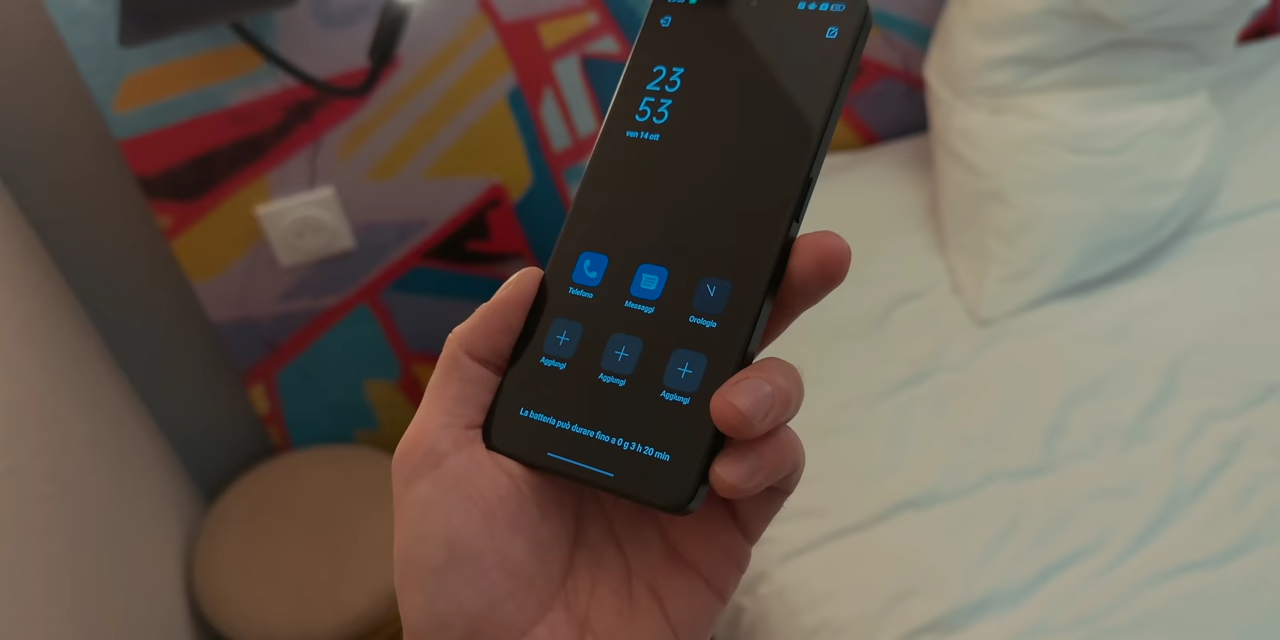 23
53
ven 14 ott
Telefono
Messaggi
Orologio
Aggiungi
Aggiungi
Aggiungi
La batteria può durare fino a 0 g 3 h 20 min